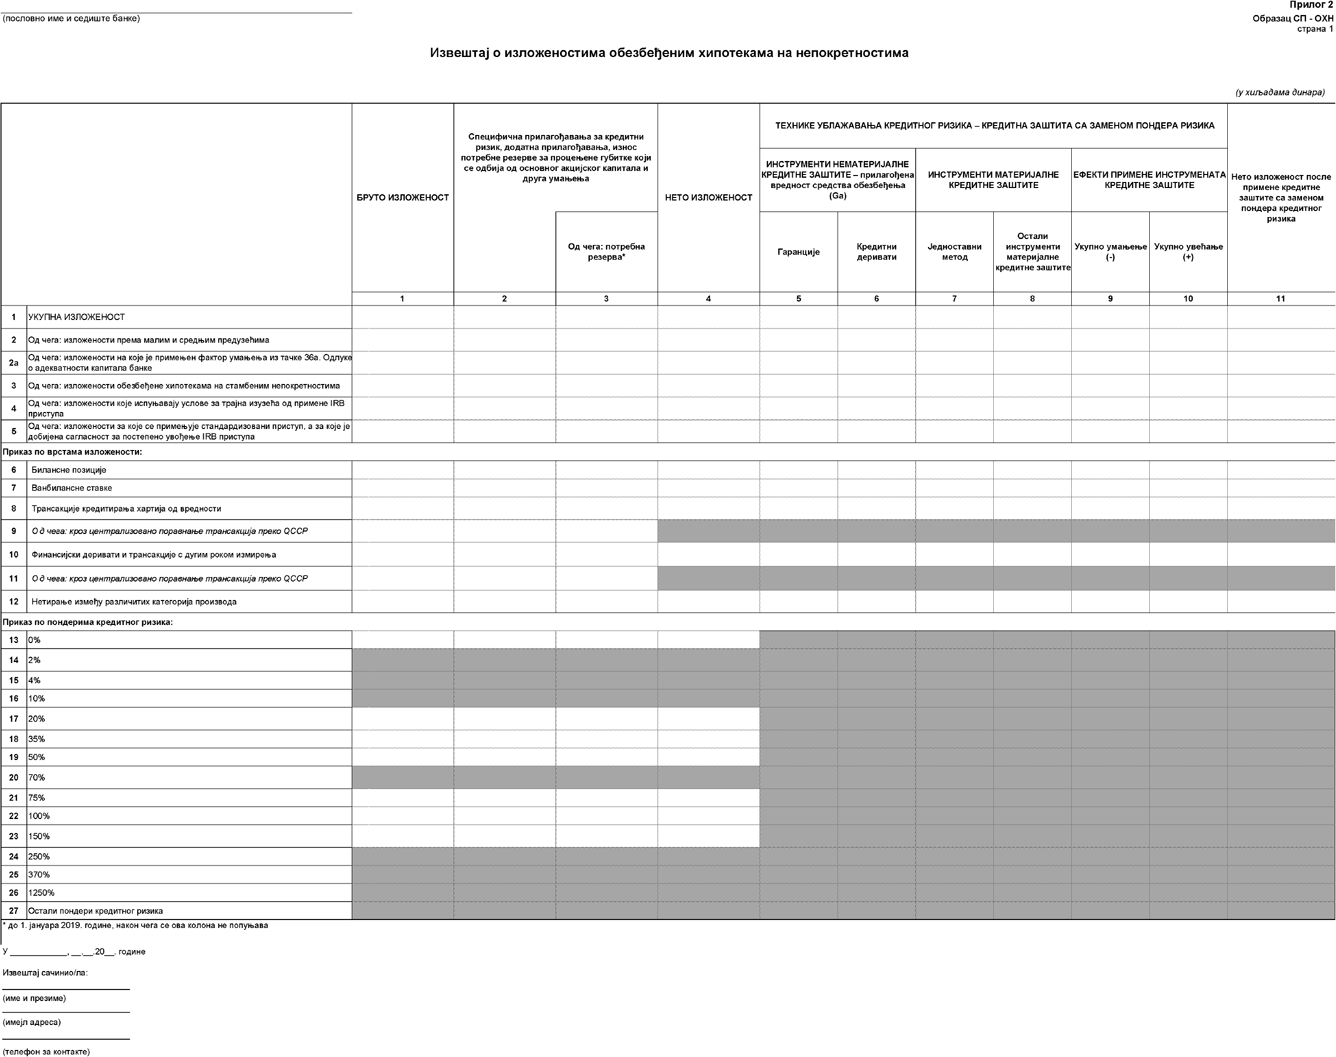 Прилог 2
(пословно име и седиште банке)
Образац СП - ОХН
страна 1
Извештај о изложеностима обезбеђеним хипотекама на непокретностима
(у хиљадама динара)
БРУТО ИЗЛОЖЕНОСТ
Специфична прилагођавања за кредитни
ризик, додатна прилагођавања, износ
потребне резерве за процењене губитке који
се одбија од основног акцијског капитала и
друга умањења
Од чега: потребна
резерва*
НЕТО ИЗЛОЖЕНОСТ
ТЕХНИКЕ УБЛАЖАВАЊА КРЕДИТНОГ РИЗИКА – КРЕДИТНА ЗАШТИТА СА ЗАМЕНОМ ПОНДЕРА РИЗИКА
ИНСТРУМЕНТИ НЕМАТЕРИЈАЛНЕ
КРЕДИТНЕ ЗАШТИТЕ – прилагођена
вредност средства обезбеђења
(Ga)
ИНСТРУМЕНТИ МАТЕРИЈАЛНЕ
КРЕДИТНЕ ЗАШТИТЕ
ЕФЕКТИ ПРИМЕНЕ ИНСТРУМЕНАТА
КРЕДИТНЕ ЗАШТИТЕ
Гаранције
Кредитни
деривати
Једноставни
метод
Остали
инструменти
материјалне
кредитне заштите
Укупно умањење
(-)
Укупно увећање
(+)
Нето изложеност после
примене кредитне
заштите са заменом
пондера кредитног
ризика
1 2 3 4 5 6 7 8 9 10 11
1 УКУПНА ИЗЛОЖЕНОСТ
2 Од чега: изложености према малим и средњим предузећима
2а Од чега: изложености на које је примењен фактор умањења из тачке 36а. Одлуке
о адекватности капитала банке
3 Од чега: изложености обезбеђене хипотекама на стамбеним непокретностима
4 Од чега: изложености које испуњавају услове за трајна изузећа од примене IRB
приступа
5 Од чега: изложености за које се примењује стандардизовани приступ, а за које је
добијена сагласност за постепено увођење IRB приступа
Приказ по врстама изложености:
6 Билансне позиције
7 Ванбилансне ставке
8 Трансакције кредитирања хартија од вредности
9 Од чега: кроз централизовано поравнање трансакција преко QCCP
10 Финансијски деривати и трансакције с дугим роком измирења
11 Од чега: кроз централизовано поравнање трансакција преко QCCP
12 Нетирање између различитих категорија производа
Приказ по пондерима кредитног ризика:
13 0%
14 2%
15 4%
16 10%
17 20%
18 35%
19 50%
20 70%
21 75%
22 100%
23 150%
24 250%
25 370%
26 1250%
27 Остали пондери кредитног ризика
* до 1. јануара 2019. године, након чега се ова колона не попуњава
У ____________, __.__.20__. године
Извештај сачинио/ла:
(име и презиме)
(имејл адреса)
(телефон за контакте)